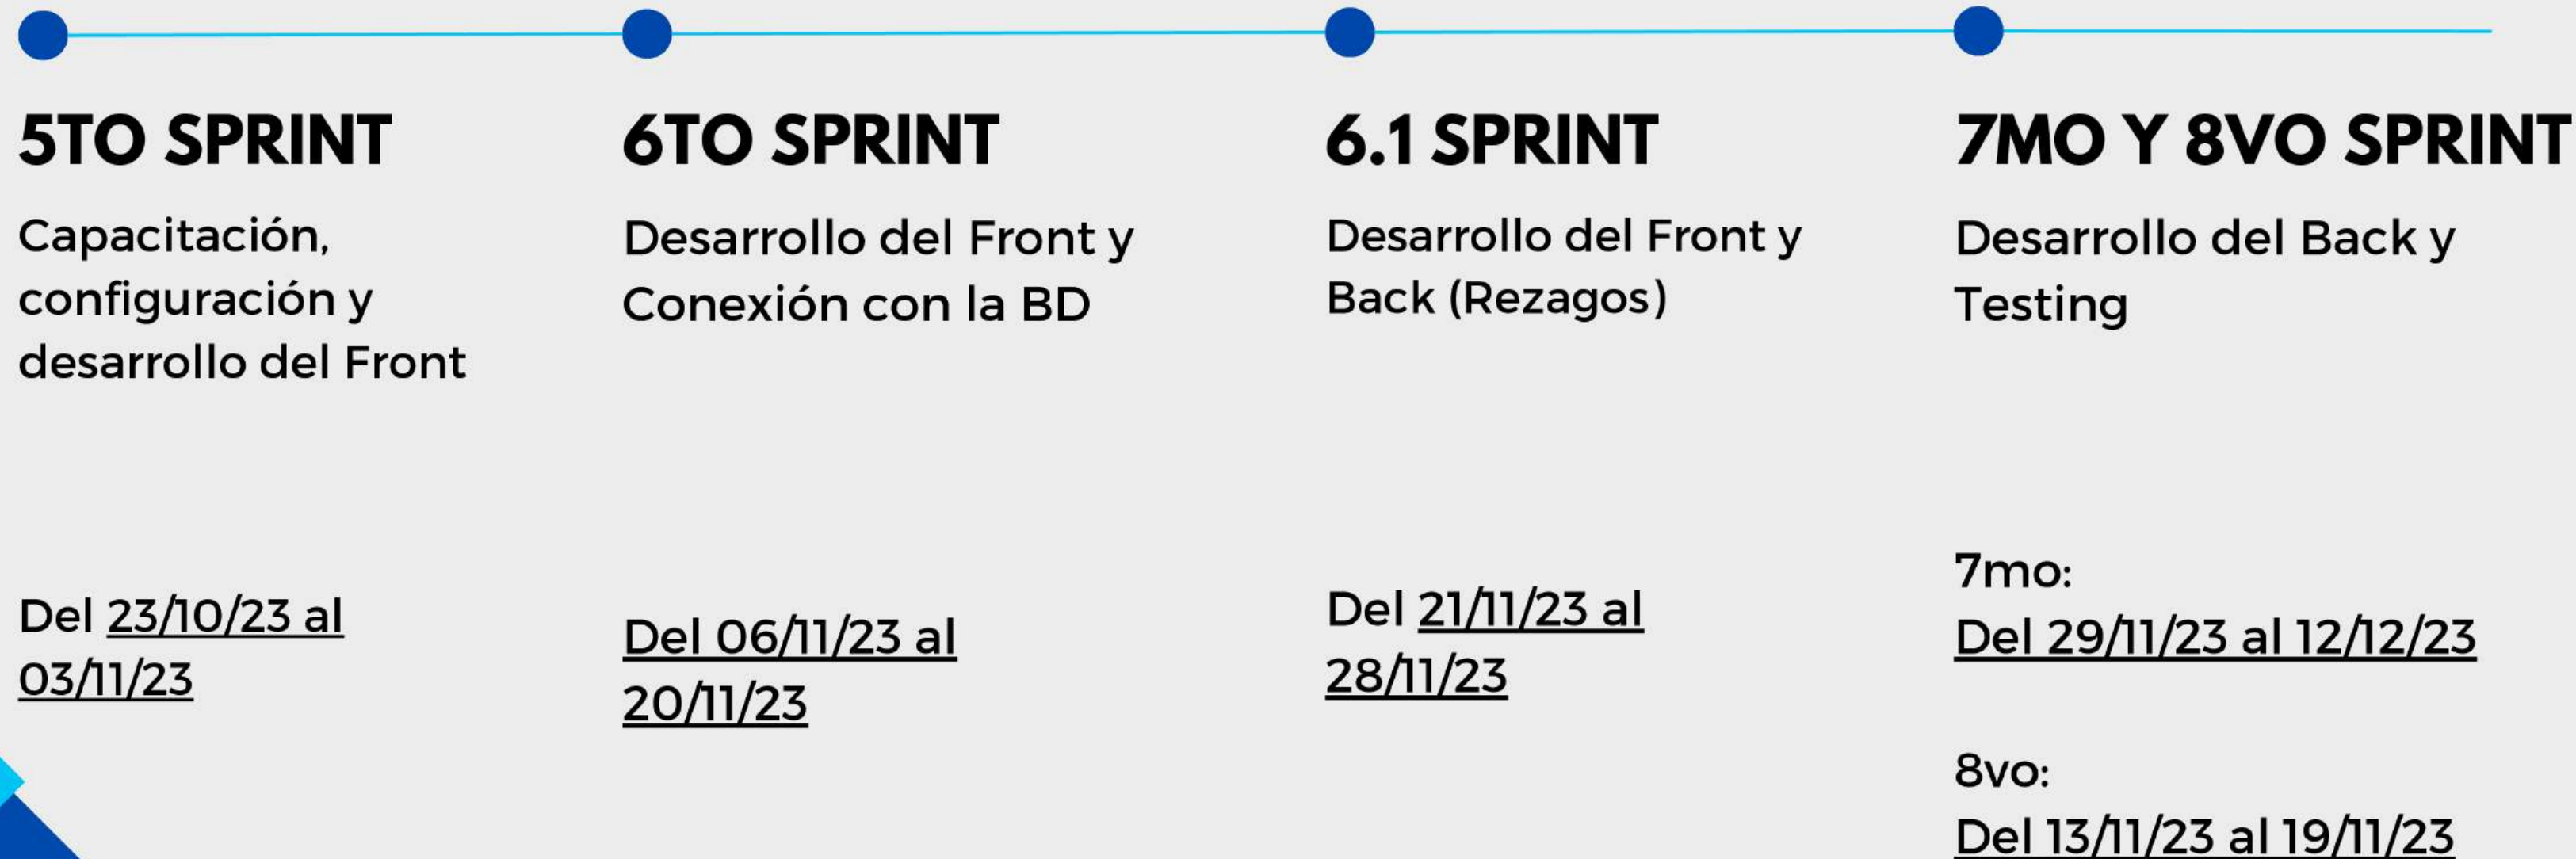 5TO SPRINT
Capacitación,
configuración y
desarrollo del Front
Del 23/10/23 al
03/11/23
6TO SPRINT
Desarrollo del Front y
Conexión con la BD
Del 06/11/23 al
20/11/23
6.1 SPRINT
Desarrollo del Front y
Back (Rezagos)
Del 21/11/23 al
28/11/23
7MO Y 8VO SPRINT
Desarrollo del Back y
Testing
7mo:
Del 29/11/23 al 12/12/23
8vo:
Del 13/11/23 al 19/11/23